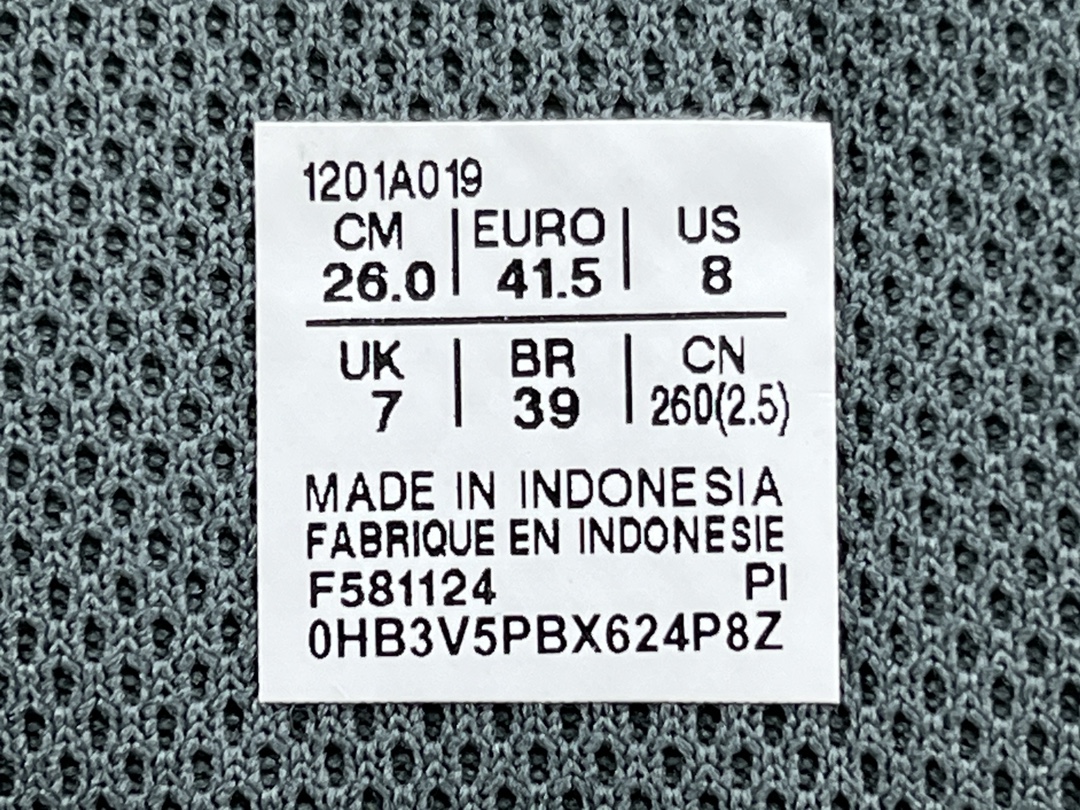 1201A019
CM | EURO | US
26.0 | 41.5 | 8
UK | BR | CN
7 | 39 | 260(2.5)
MADE IN INDONESIA
FABRIQUE EN INDONESIE
F581124 PI
0HB3V5PBX624P8Z